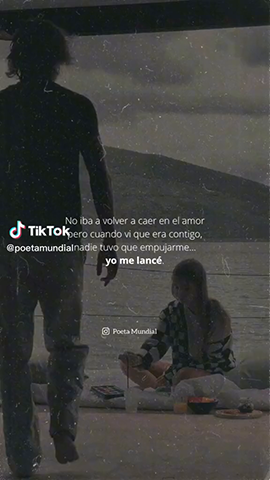 No iba a volver a caer en el amor
pero cuando vi que era contigo,
nadie tuvo que empujarme...
yo me lancé.
TikTok
@poetamundial
Poeta Mundial